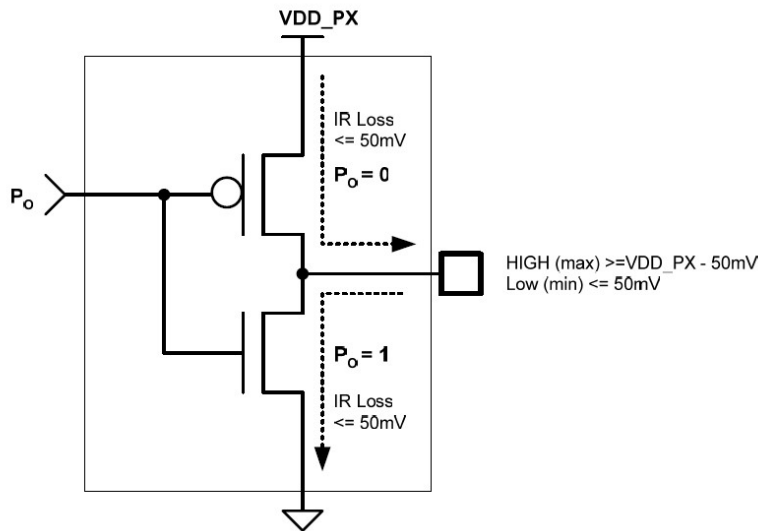 VDD_PX
IR Loss
<= 50mV
Po = 0
Po
HIGH (max) >=VDD_PX - 50mV
Low (min) <= 50mV
Po = 1
IR Loss
<= 50mV